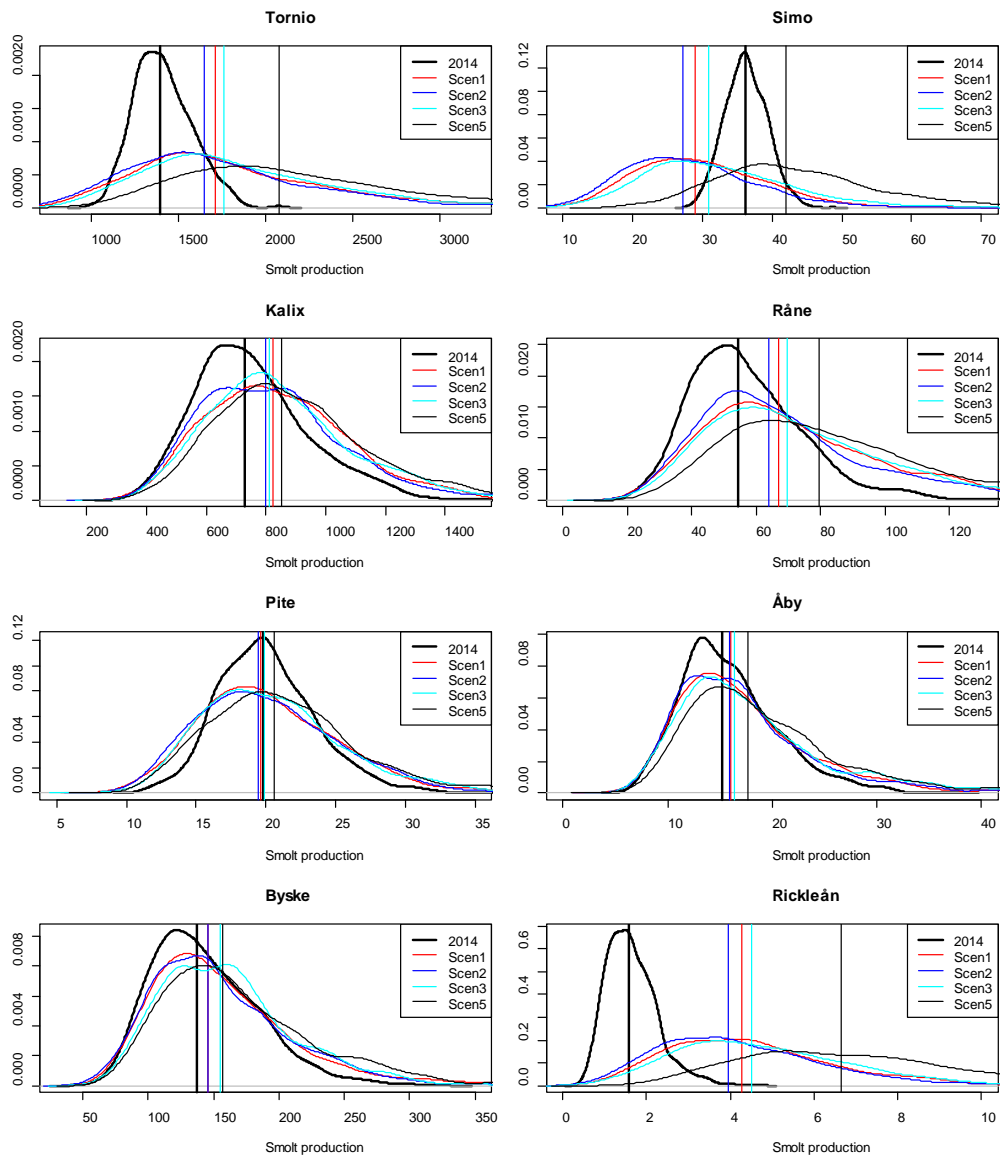 Tornio
0.0000 0.0010 0.0020
2014
Scen1
Scen2
Scen3
Scen5
1000 1500 2000 2500 3000
Smolt production
Simo
0.00 0.04 0.08 0.12
2014
Scen1
Scen2
Scen3
Scen5
10 20 30 40 50 60 70
Smolt production
Kalix
0.0000 0.0010 0.0020
2014
Scen1
Scen2
Scen3
Scen5
200 400 600 800 1000 1200 1400
Smolt production
Råne
0.000 0.010 0.020
2014
Scen1
Scen2
Scen3
Scen5
0 20 40 60 80 100 120
Smolt production
Pite
0.00 0.04 0.08 0.12
2014
Scen1
Scen2
Scen3
Scen5
5 10 15 20 25 30 35
Smolt production
Åby
0.00 0.04 0.08
2014
Scen1
Scen2
Scen3
Scen5
0 10 20 30 40
Smolt production
Byske
0.000 0.004 0.008
2014
Scen1
Scen2
Scen3
Scen5
50 100 150 200 250 300 350
Smolt production
Rickleån
0.0 0.2 0.4 0.6
2014
Scen1
Scen2
Scen3
Scen5
0 2 4 6 8 10
Smolt production